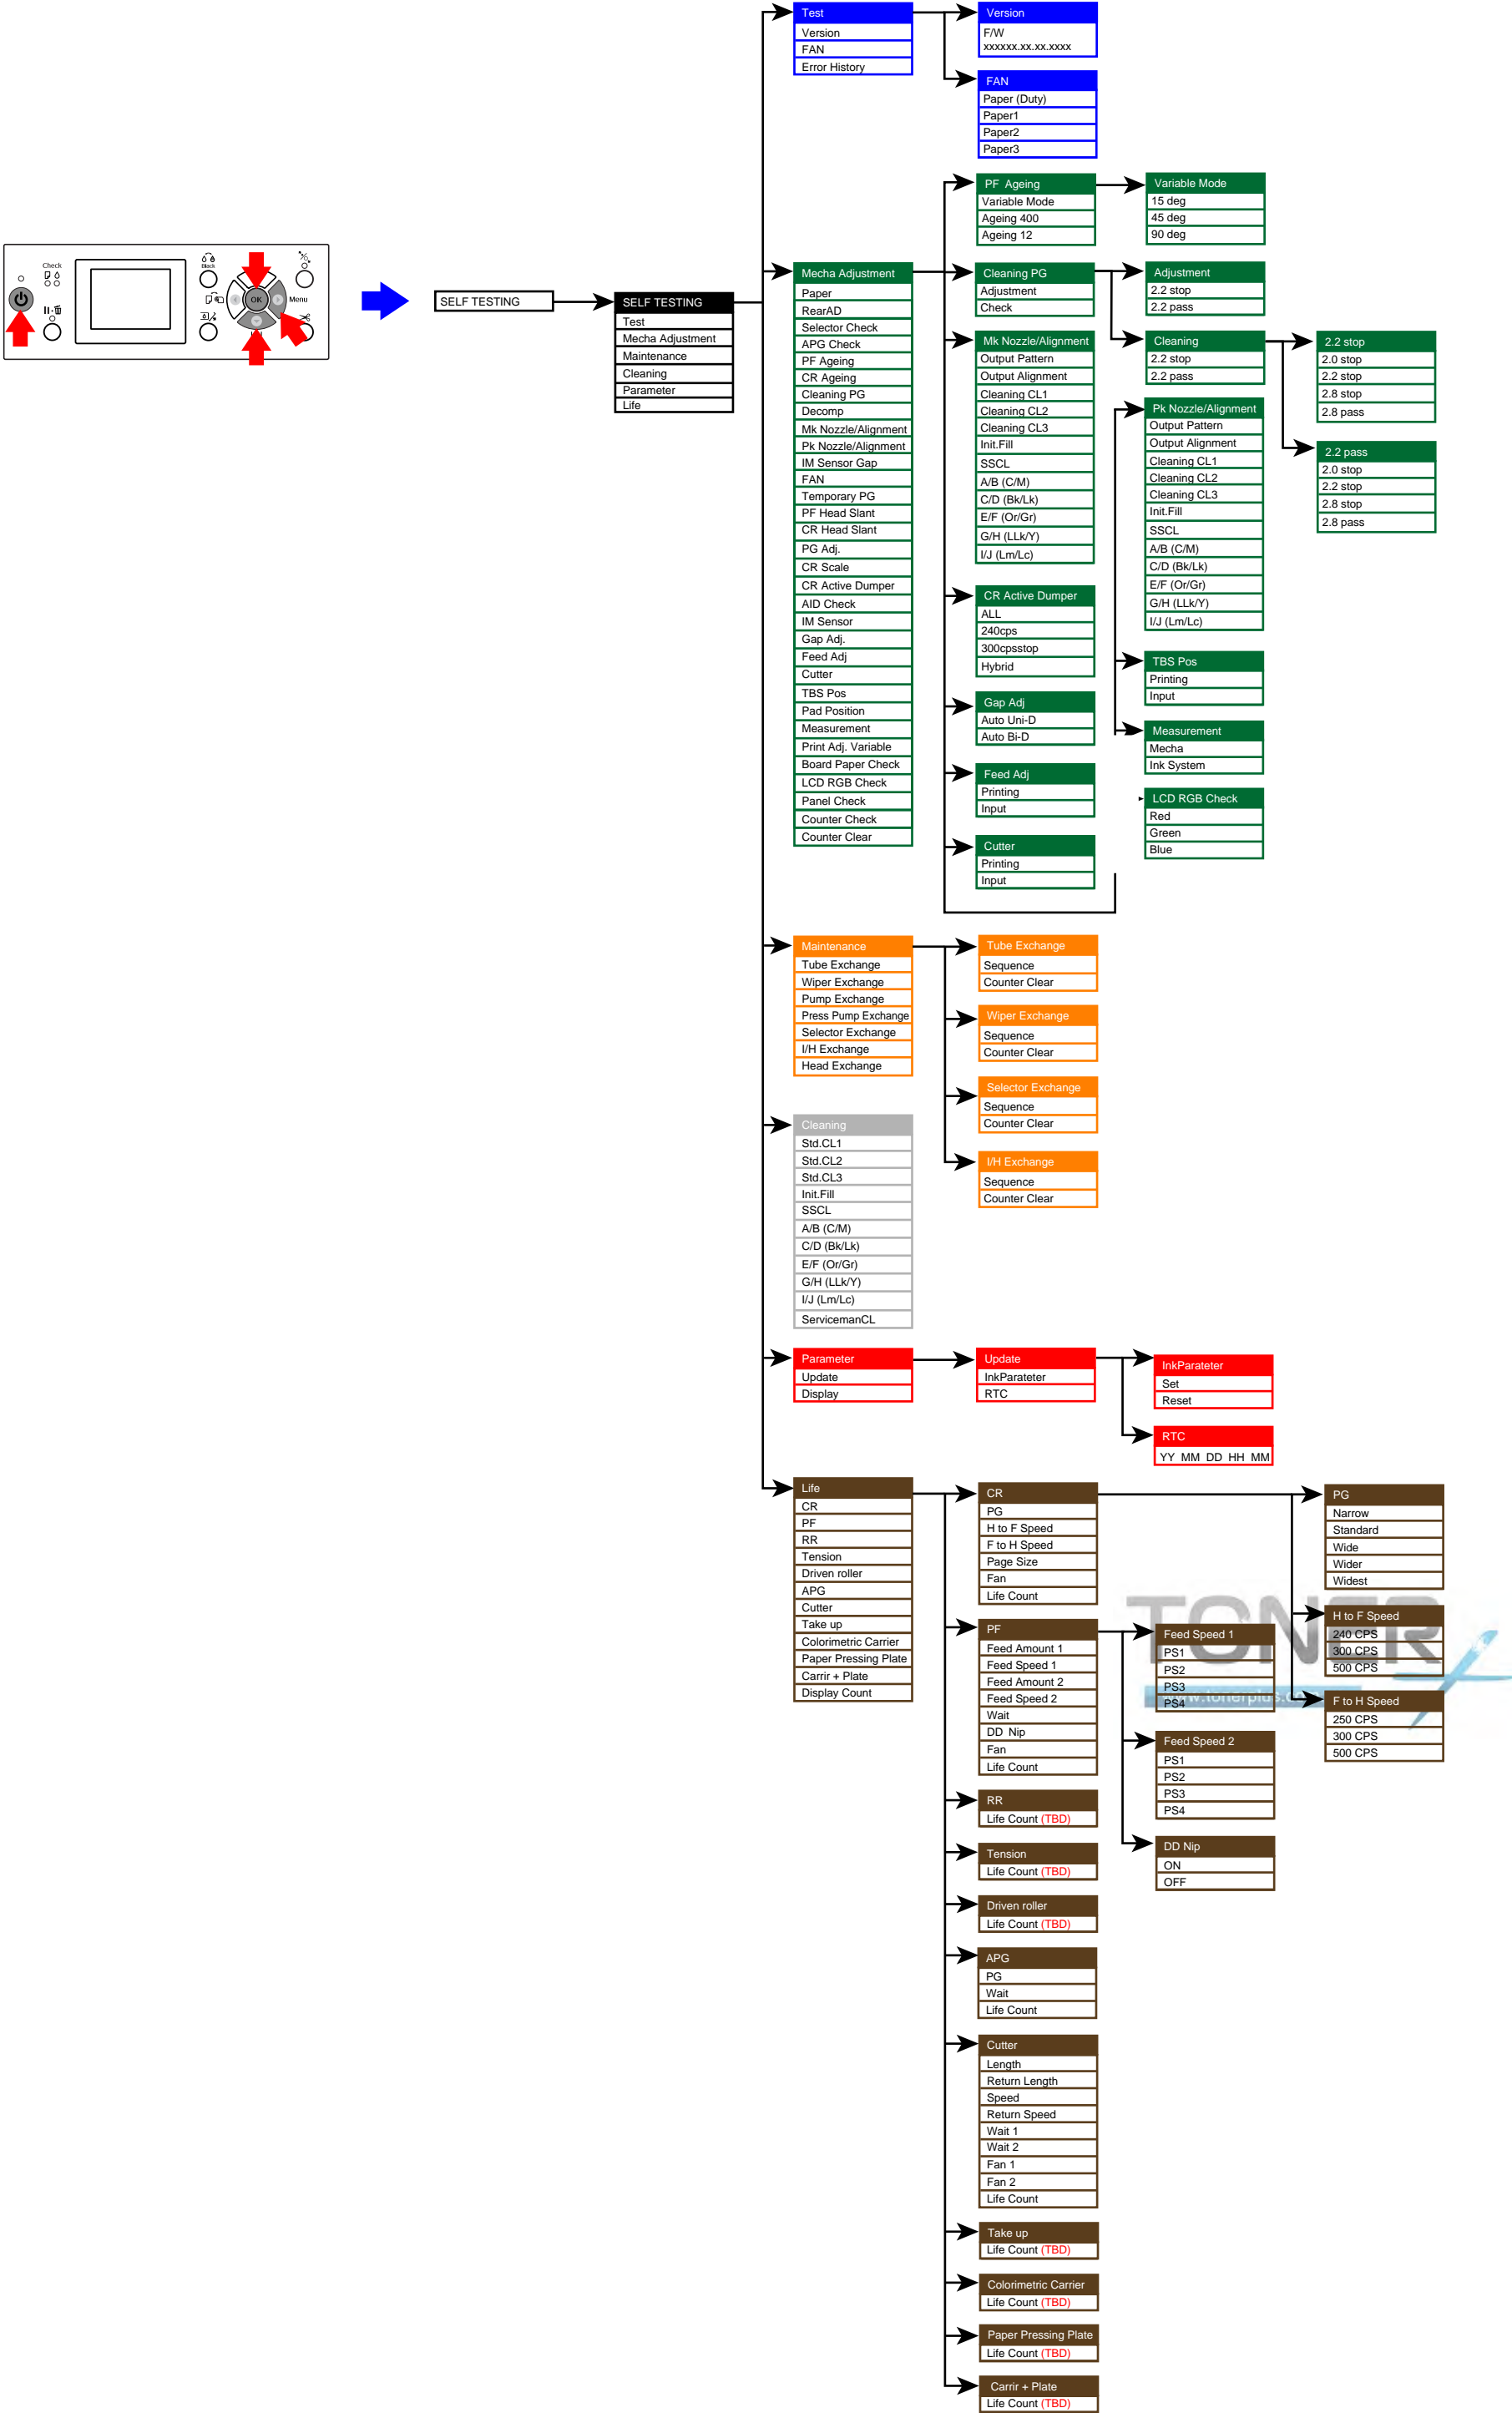 Check
Black
OK
Menu
SELF TESTING
SELF TESTING
Test
Mecha Adjustment
Maintenance
Cleaning
Parameter
Life
Test
Version
FAN
Error History
Version
F/W
xxxxxx.xx.xx.xxxx
FAN
Paper (Duty)
Paper1
Paper2
Paper3
Mecha Adjustment
Paper
RearAD
Selector Check
APG Check
PF Ageing
CR Ageing
Cleaning PG
Decomp
Mk Nozzle/Alignment
Pk Nozzle/Alignment
IM Sensor Gap
FAN
Temporary PG
PF Head Slant
CR Head Slant
PG Adj.
CR Scale
CR Active Dumper
AID Check
IM Sensor
Gap Adj.
Feed Adj
Cutter
TBS Pos
Pad Position
Measurement
Print Adj. Variable
Board Paper Check
LCD RGB Check
Panel Check
Counter Check
Counter Clear
PF Ageing
Variable Mode
Ageing 400
Ageing 12
Variable Mode
15 deg
45 deg
90 deg
Cleaning PG
Adjustment
Check
Adjustment
2.2 stop
2.2 pass
Cleaning
2.2 stop
2.2 pass
2.2 stop
2.0 stop
2.2 stop
2.8 stop
2.8 pass
2.2 pass
2.0 stop
2.2 stop
2.8 stop
2.8 pass
Mk Nozzle/Alignment
Output Pattern
Output Alignment
Cleaning CL1
Cleaning CL2
Cleaning CL3
Init.Fill
SSCL
A/B (C/M)
C/D (Bk/Lk)
E/F (Or/Gr)
G/H (LLk/Y)
I/J (Lm/Lc)
Pk Nozzle/Alignment
Output Pattern
Output Alignment
Cleaning CL1
Cleaning CL2
Cleaning CL3
Init.Fill
SSCL
A/B (C/M)
C/D (Bk/Lk)
E/F (Or/Gr)
G/H (LLk/Y)
I/J (Lm/Lc)
CR Active Dumper
ALL
240cps
300cpsstop
Hybrid
TBS Pos
Printing
Input
Gap Adj
Auto Uni-D
Auto Bi-D
Measurement
Mecha
Ink System
Feed Adj
Printing
Input
LCD RGB Check
Red
Green
Blue
Cutter
Printing
Input
Maintenance
Tube Exchange
Wiper Exchange
Pump Exchange
Press Pump Exchange
Selector Exchange
I/H Exchange
Head Exchange
Tube Exchange
Sequence
Counter Clear
Wiper Exchange
Sequence
Counter Clear
Selector Exchange
Sequence
Counter Clear
I/H Exchange
Sequence
Counter Clear
Cleaning
Std.CL1
Std.CL2
Std.CL3
Init.Fill
SSCL
A/B (C/M)
C/D (Bk/Lk)
E/F (Or/Gr)
G/H (LLk/Y)
I/J (Lm/Lc)
ServicemanCL
Parameter
Update
Display
Update
InkParateter
RTC
InkParateter
Set
Reset
RTC
YY MM DD HH MM
Life
CR
PF
RR
Tension
Driven roller
APG
Cutter
Take up
Colorimetric Carrier
Paper Pressing Plate
Carrir + Plate
Display Count
CR
PG
H to F Speed
F to H Speed
Page Size
Fan
Life Count
PG
Narrow
Standard
Wide
Wider
Widest
H to F Speed
240 CPS
300 CPS
500 CPS
F to H Speed
250 CPS
300 CPS
500 CPS
PF
Feed Amount 1
Feed Speed 1
Feed Amount 2
Feed Speed 2
Wait
DD Nip
Fan
Life Count
Feed Speed 1
PS1
PS2
PS3
PS4
Feed Speed 2
PS1
PS2
PS3
PS4
DD Nip
ON
OFF
RR
Life Count (TBD)
Tension
Life Count (TBD)
Driven roller
Life Count (TBD)
APG
PG
Wait
Life Count
Cutter
Length
Return Length
Speed
Return Speed
Wait 1
Wait 2
Fan 1
Fan 2
Life Count
Take up
Life Count (TBD)
Colorimetric Carrier
Life Count (TBD)
Paper Pressing Plate
Life Count (TBD)
Carrir + Plate
Life Count (TBD)
TONER